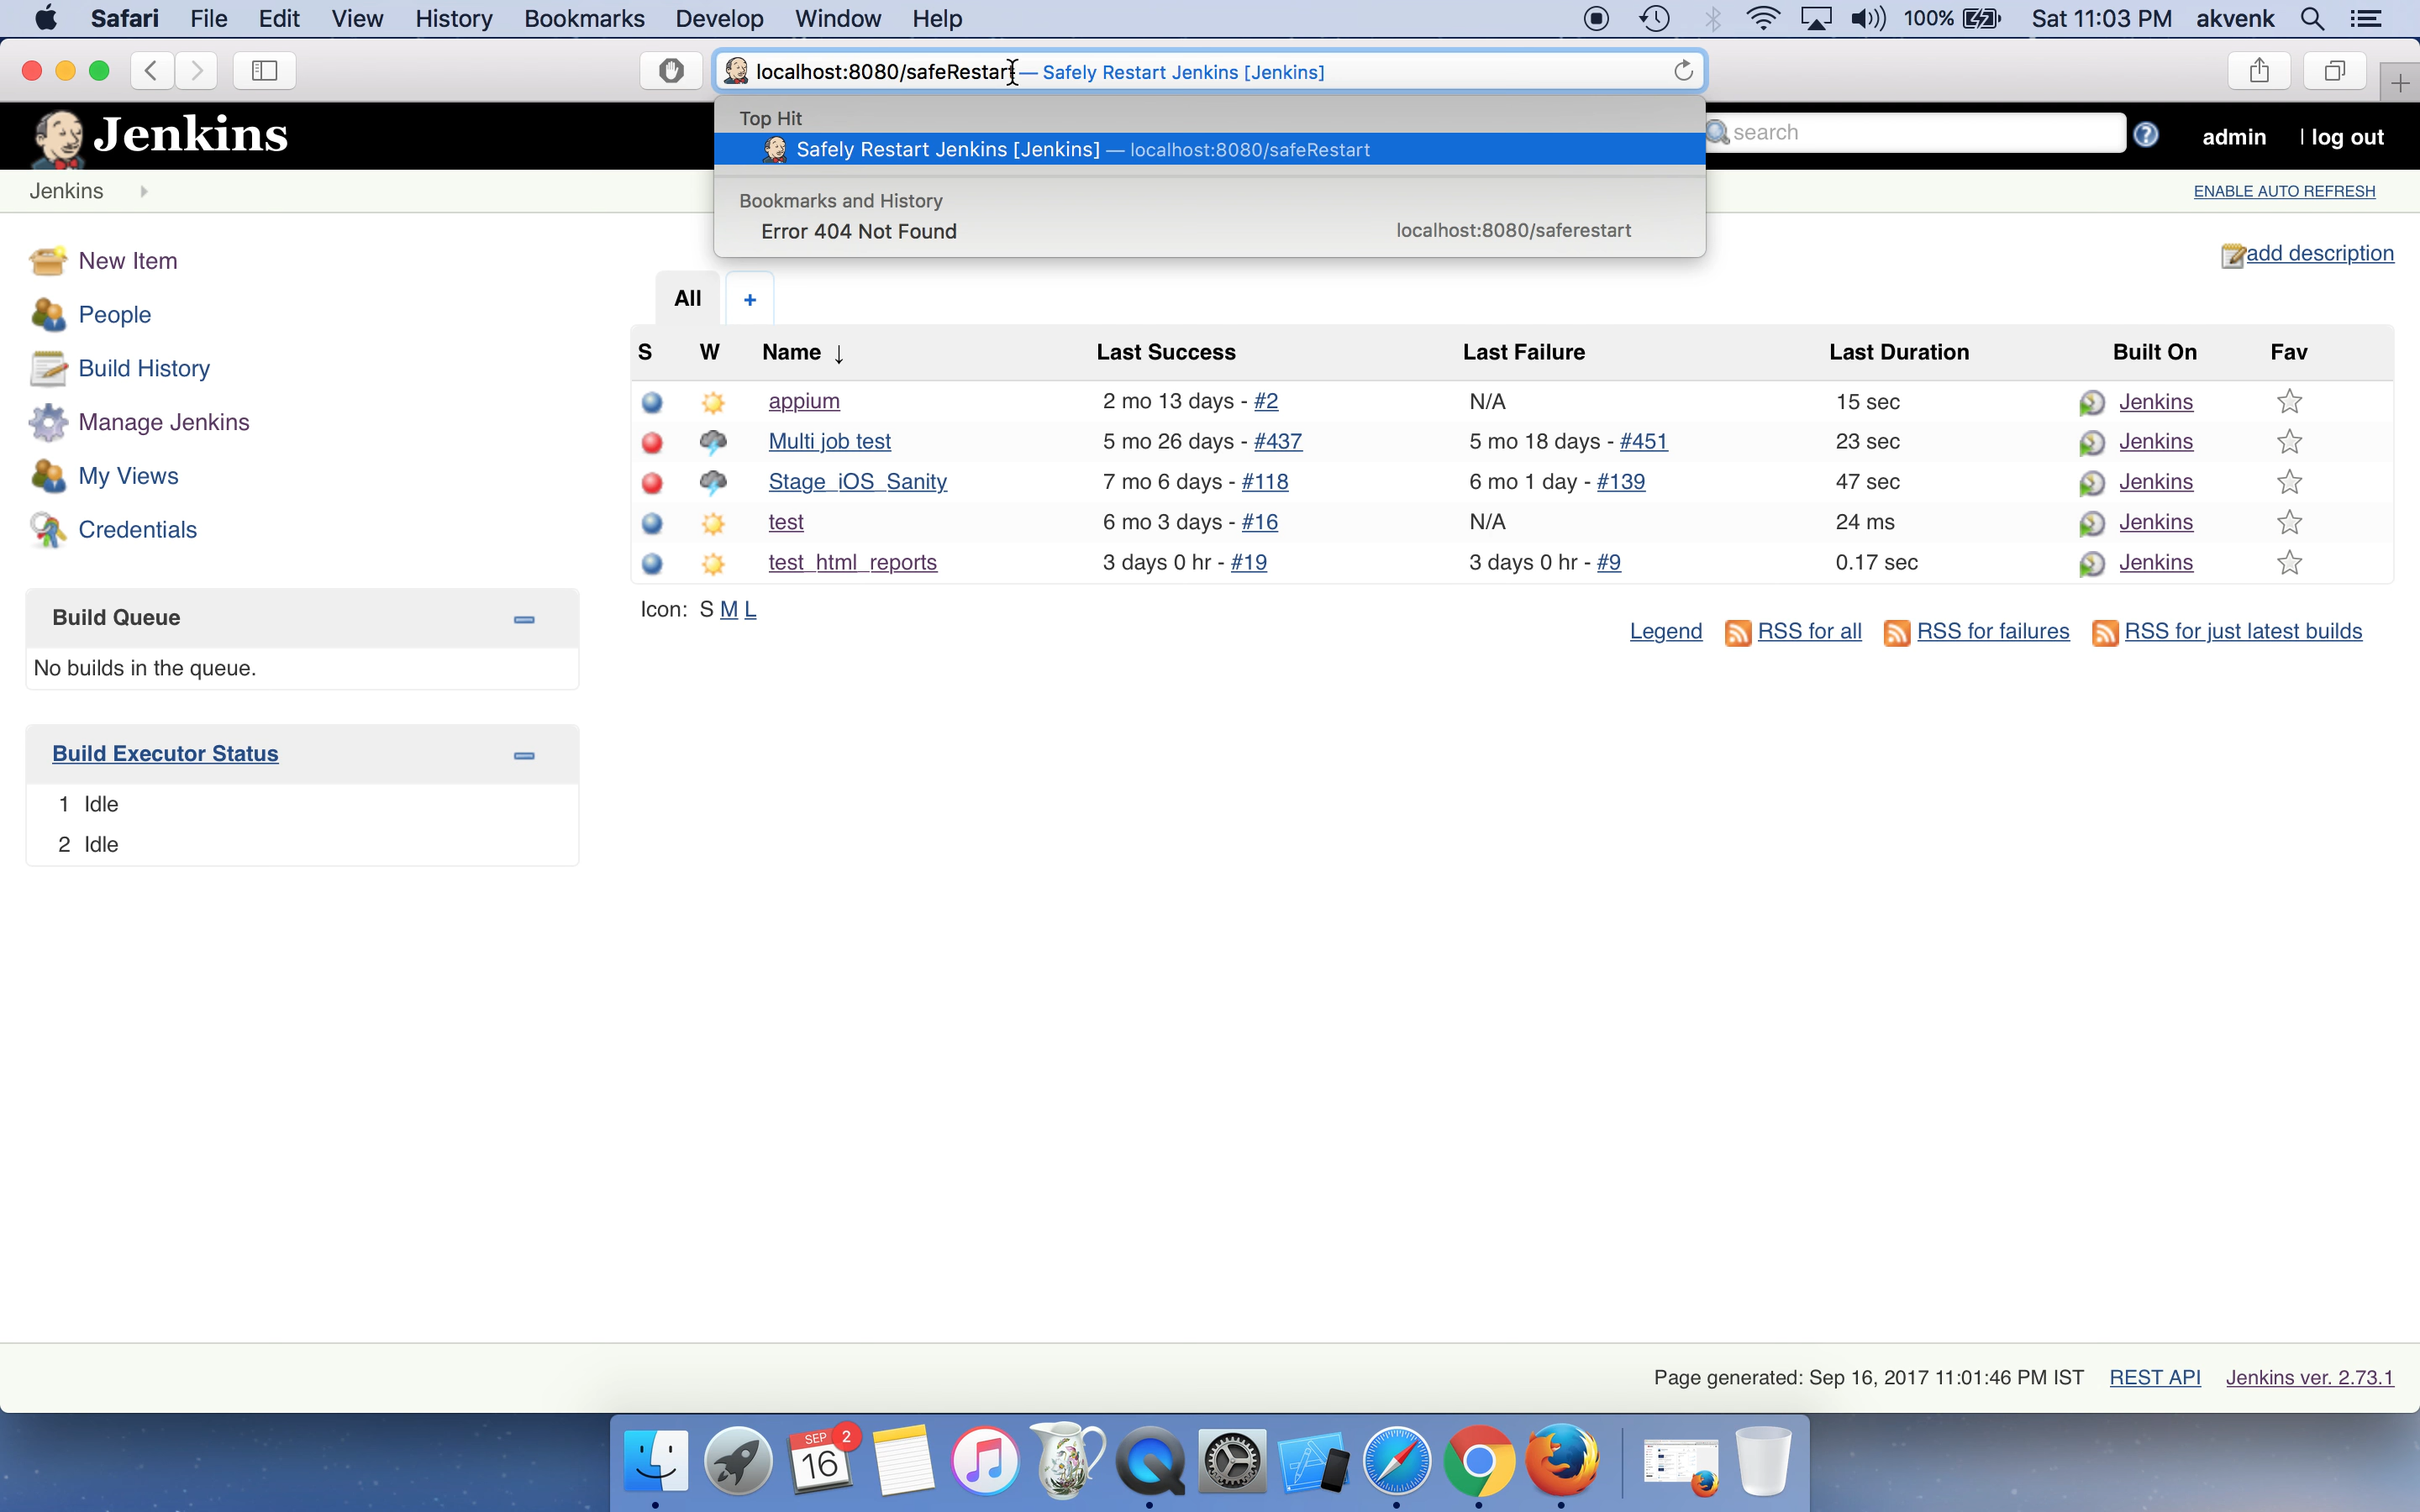 Safari File Edit View History Bookmarks Develop Window Help 100% Sat 11:03 PM akvenk
localhost:8080/safeRestart — Safely Restart Jenkins [Jenkins]
Top Hit
Safely Restart Jenkins [Jenkins] — localhost:8080/safeRestart
Bookmarks and History
Error 404 Not Found localhost:8080/saferestart
Jenkins search admin | log out
Jenkins ENABLE AUTO REFRESH
add description
New Item
People
Build History
Manage Jenkins
My Views
Credentials
Build Queue
No builds in the queue.
Build Executor Status
1 Idle
2 Idle
All +
S W Name ↓ Last Success Last Failure Last Duration Built On Fav
appium 2 mo 13 days - #2 N/A 15 sec Jenkins
Multi job test 5 mo 26 days - #437 5 mo 18 days - #451 23 sec Jenkins
Stage_iOS_Sanity 7 mo 6 days - #118 6 mo 1 day - #139 47 sec Jenkins
test 6 mo 3 days - #16 N/A 24 ms Jenkins
test_html_reports 3 days 0 hr - #19 3 days 0 hr - #9 0.17 sec Jenkins
Icon: S M L
Legend RSS for all RSS for failures RSS for just latest builds
Page generated: Sep 16, 2017 11:01:46 PM IST REST API Jenkins ver. 2.73.1
SEP 2
16